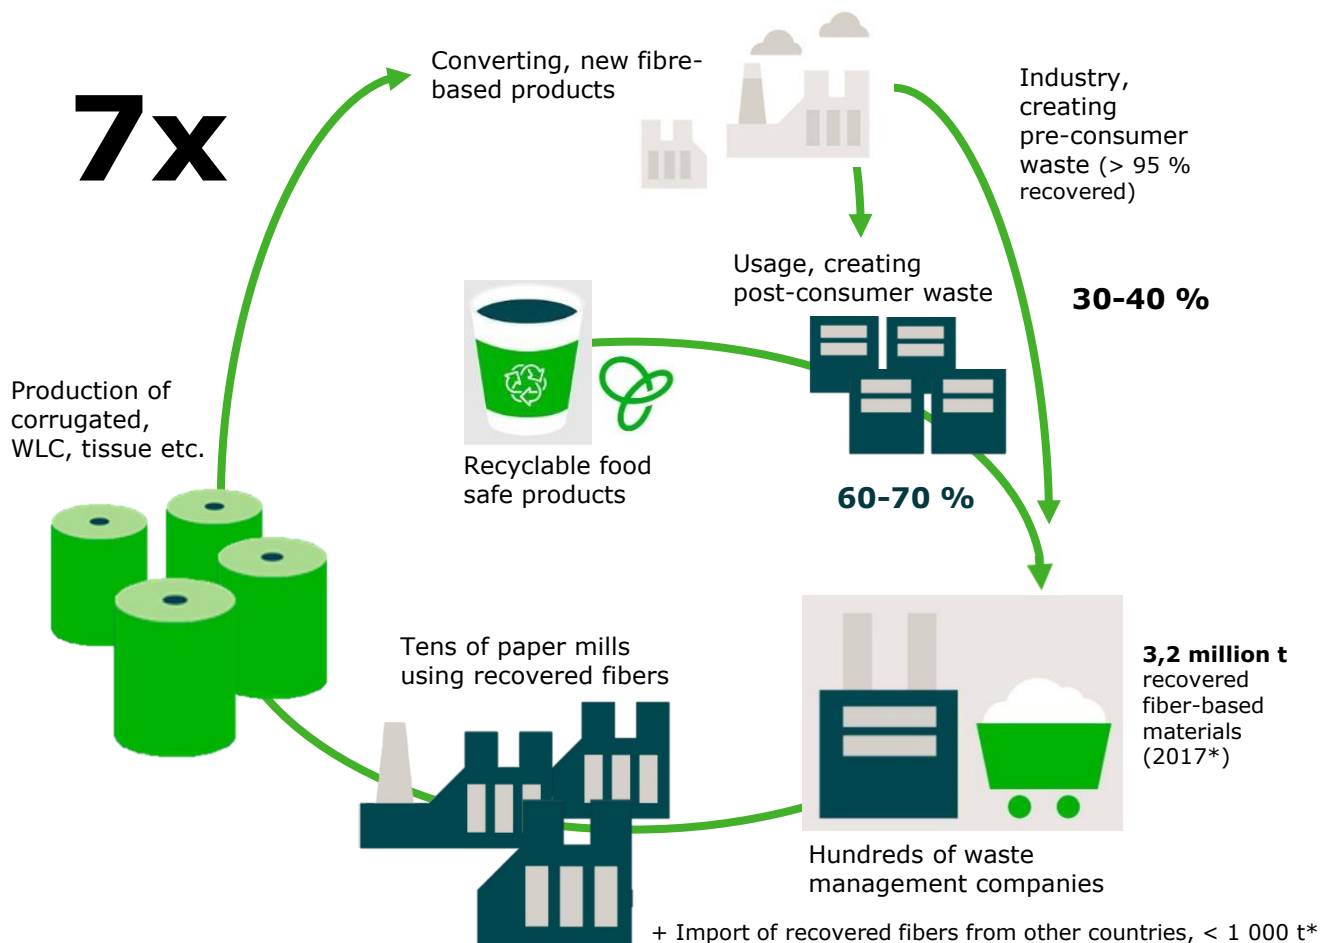 7x
Converting, new fibre-
based products
Industry,
creating
pre-consumer
waste (> 95 %
recovered)
Usage, creating
post-consumer waste
30-40 %
Production of
corrugated,
WLC, tissue etc.
Recyclable food
safe products
60-70 %
Tens of paper mills
using recovered fibers
3,2 million t
recovered
fiber-based
materials
(2017*)
Hundreds of waste
management companies
+ Import of recovered fibers from other countries, < 1 000 t*